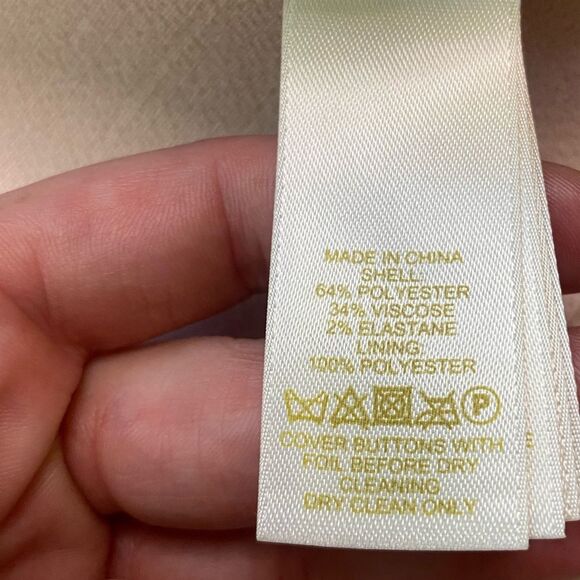 MADE IN CHINA
SHELL:
64% POLYESTER
34% VISCOSE
2% ELASTANE
LINING:
100% POLYESTER
P
COVER BUTTONS WITH
FOIL BEFORE DRY
CLEANING
DRY CLEAN ONLY